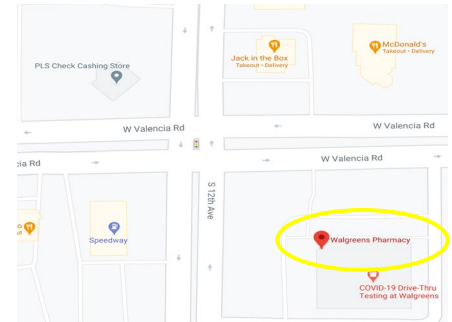 McDonald's
Takeout • Delivery
Jack in the Box
Takeout • Delivery
PLS Check Cashing Store
W Valencia Rd
W Valencia Rd
cia Rd
W Valencia Rd
S 12th Ave
Speedway
Walgreens Pharmacy
COVID-19 Drive-Thru
Testing at Walgreens